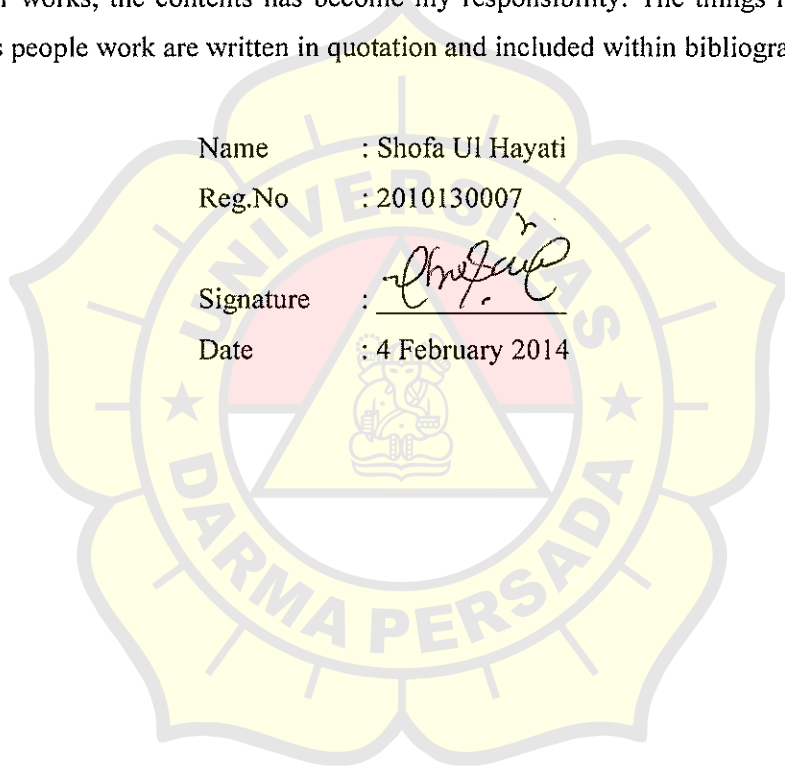 works, the contents has become my responsibility. The things
people work are written in quotation and included within
Name : Shofa Ul Hayati
Reg.No : 2010130007
Signature :
Date : 4 February 2014
UNIVERSITAS
DARMA PERSADA